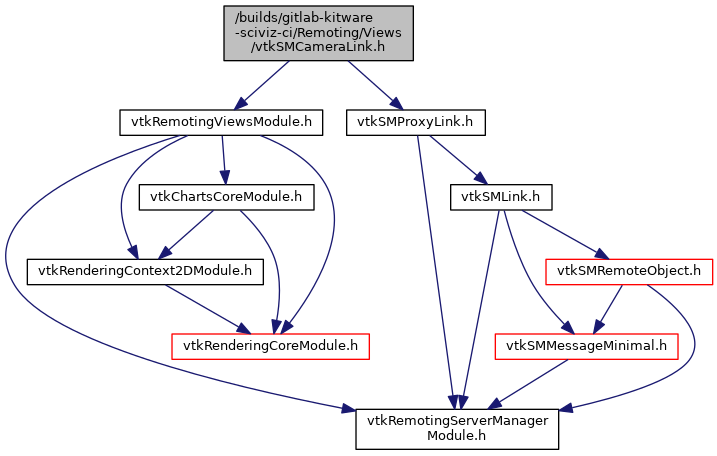 /builds/gitlab-kitware
-sciviz-ci/Remoting/Views
/vtkSMCameraLink.h
vtkRemotingViewsModule.h
vtkSMProxyLink.h
vtkChartsCoreModule.h
vtkSMLink.h
vtkRenderingContext2DModule.h
vtkSMRemoteObject.h
vtkRenderingCoreModule.h
vtkSMMessageMinimal.h
vtkRemotingServerManager
Module.h